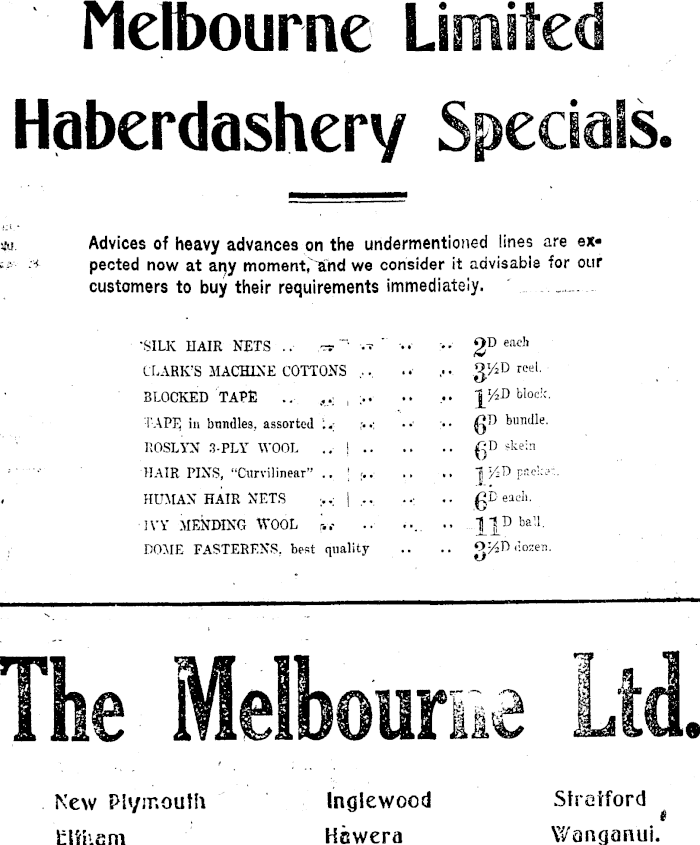 Melbourne Limited
Haberdashery Specials.
Advices of heavy advances on the undermentioned lines are ex-
pected now at any moment, and we consider it advisable for our
customers to buy their requirements immediately.
SILK HAIR NETS .. .. .. .. .. 2D each
CLARK'S MACHINE COTTONS .. .. .. 3½D reel.
BLOCKED TAPE .. .. .. .. .. 1½D block.
TAPE in bundles, assorted .. .. .. .. 6D bundle.
ROSLYN 3-PLY WOOL .. .. .. .. 6D skein
HAIR PINS, "Curvilinear" .. .. .. .. 1½D packet.
HUMAN HAIR NETS .. .. .. .. 6D each.
IVY MENDING WOOL .. .. .. .. 11D ball.
DOME FASTERENS, best quality .. .. 3½D dozen.
The Melbourne Ltd.
New Plymouth Inglewood Stratford
Eltham Hawera Wanganui.